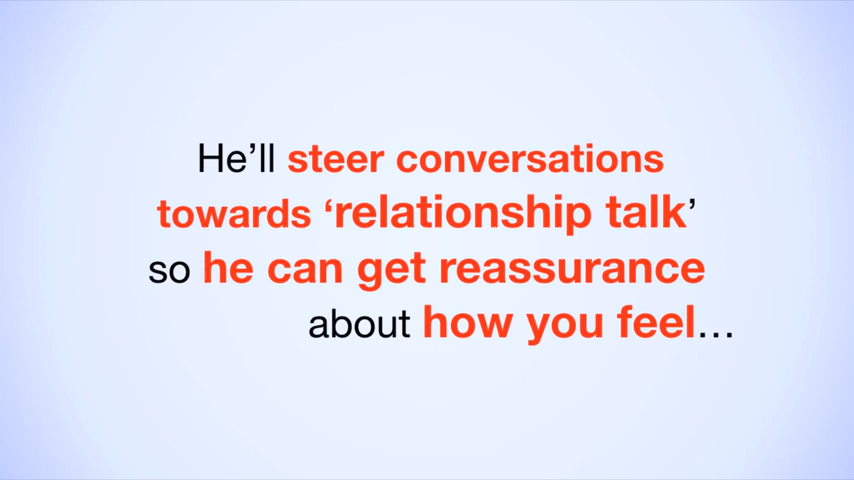 He’ll steer conversations
towards ‘relationship talk’
so he can get reassurance
about how you feel…